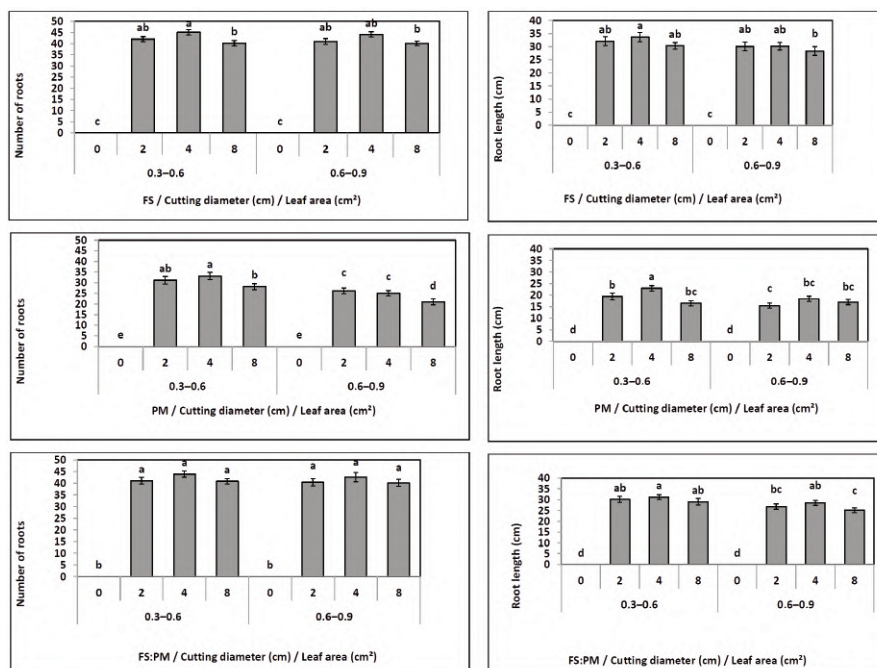 Number of roots
50
45
40
35
30
25
20
15
10
5
0
c ab a b c ab a b
0 2 4 8 0 2 4 8
0.3–0.6 0.6–0.9
FS / Cutting diameter (cm) / Leaf area (cm²)
Root length (cm)
40
35
30
25
20
15
10
5
0
c ab a ab c ab ab b
0 2 4 8 0 2 4 8
0.3–0.6 0.6–0.9
FS / Cutting diameter (cm) / Leaf area (cm²)
Number of roots
50
45
40
35
30
25
20
15
10
5
0
e ab a b e c c d
0 2 4 8 0 2 4 8
0.3–0.6 0.6–0.9
PM / Cutting diameter (cm) / Leaf area (cm²)
Root length (cm)
40
35
30
25
20
15
10
5
0
d b a bc d c bc bc
0 2 4 8 0 2 4 8
0.3–0.6 0.6–0.9
PM / Cutting diameter (cm) / Leaf area (cm²)
Number of roots
50
45
40
35
30
25
20
15
10
5
0
b a a a b a a a
0 2 4 8 0 2 4 8
0.3–0.6 0.6–0.9
FS:PM / Cutting diameter (cm) / Leaf area (cm²)
Root length (cm)
40
35
30
25
20
15
10
5
0
d ab a ab d bc ab c
0 2 4 8 0 2 4 8
0.3–0.6 0.6–0.9
FS:PM / Cutting diameter (cm) / Leaf area (cm²)